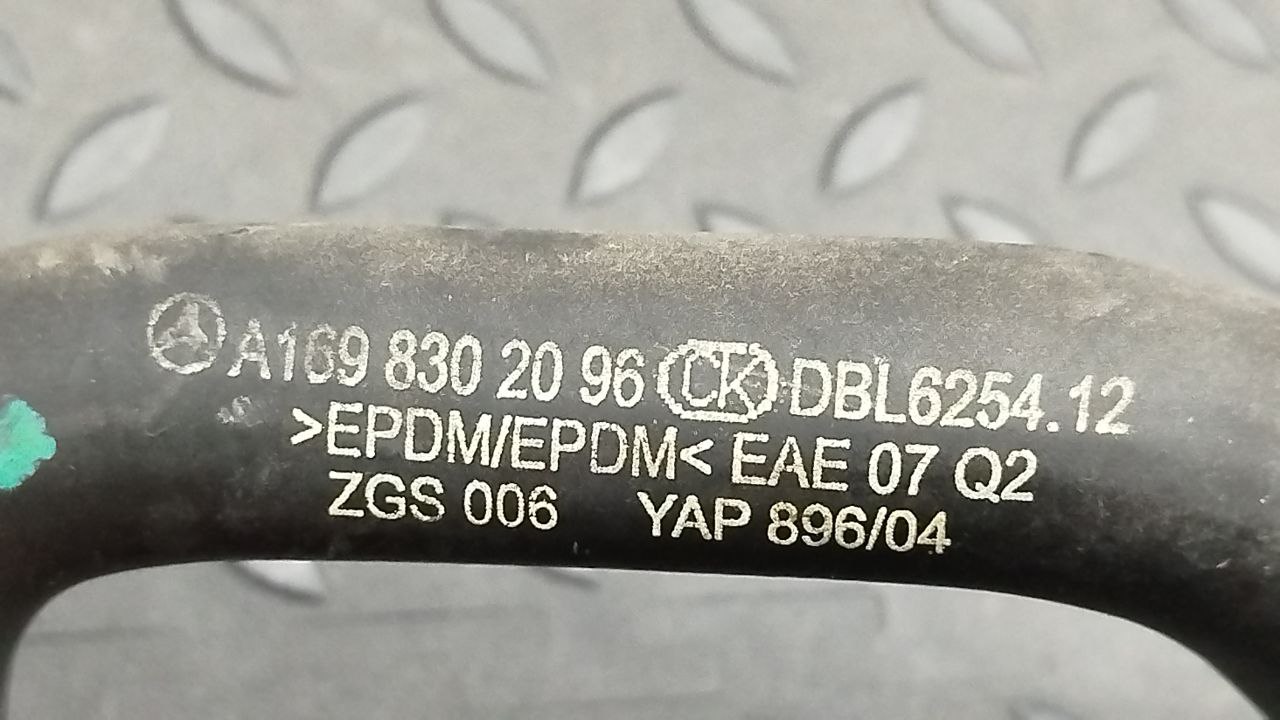 A169 830 20 96 CK DBL6254.12
>EPDM/EPDM< EAE 07 Q2
ZGS 006 YAP 896/04